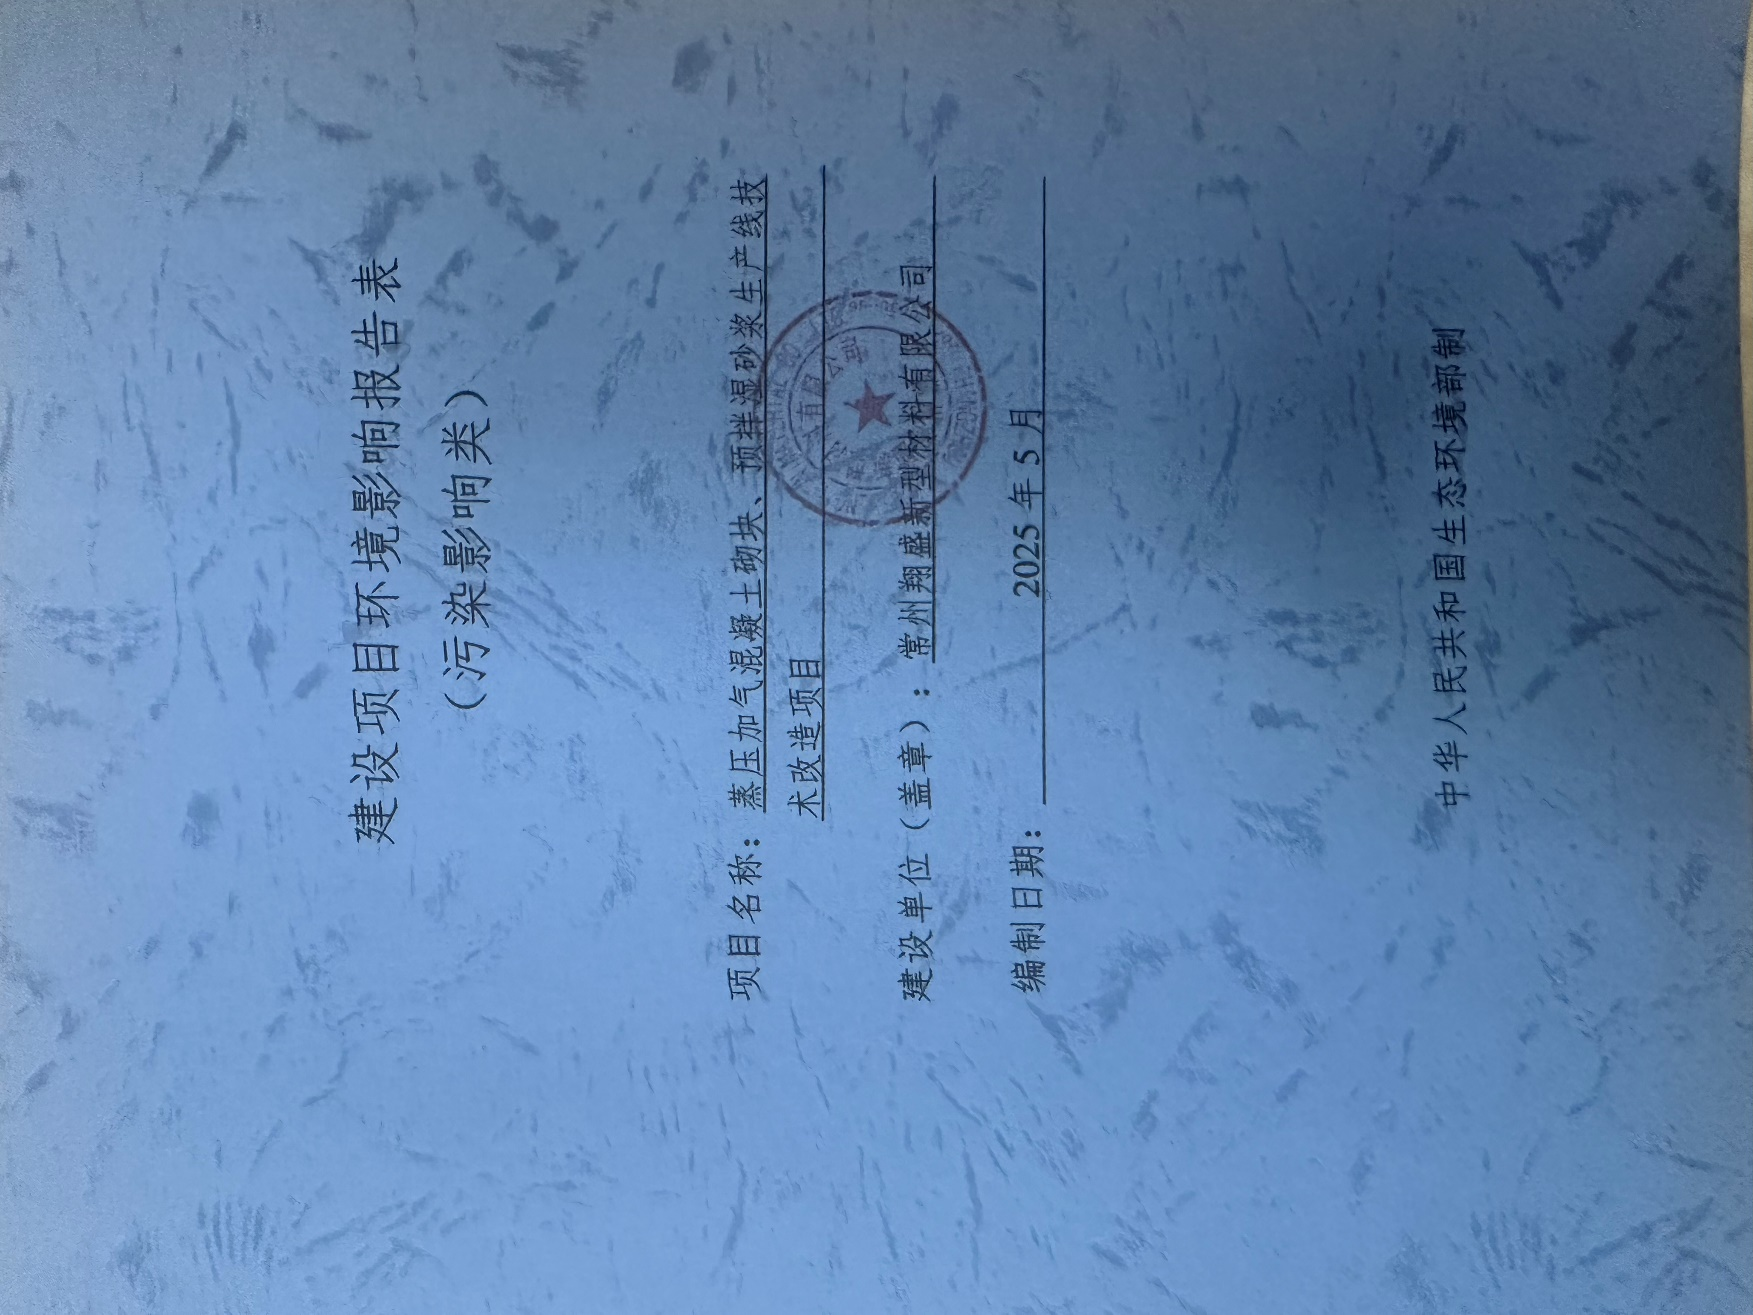 建设项目环境影响报告表
（污染影响类）
项目名称：蒸压加气混凝土砌块、预拌湿砂浆生产线技
术改造项目
建设单位（盖章）：常州翔盛新型材料有限公司
编制日期：2025年5月
中华人民共和国生态环境部制